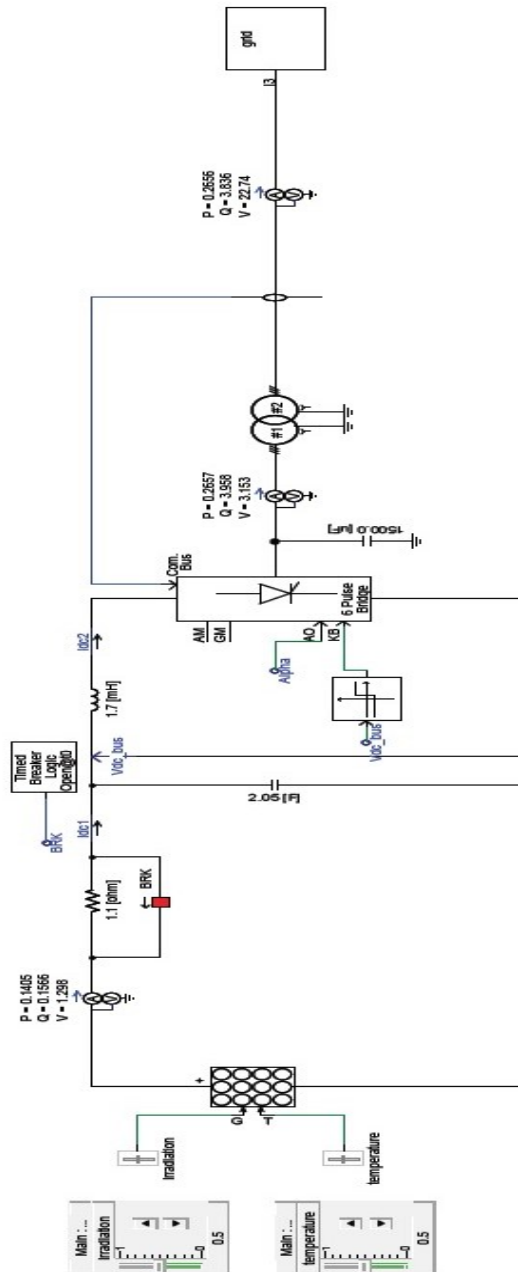 Main : ...
Irradiation
1
0
0.5
Main : ...
temperature
1
0
0.5
Irradiation
temperature
G
T
+
P = 0.1405
Q = 0.1566
V = 1.298
A
V
1.1 [ohm]
BRK
Idc1
BRK
Timed
Breaker
Logic
Open@t0
Vdc_bus
2.05 [F]
1.7 [mH]
Idc2
Com.
Bus
AM
GM
AO
KB
6 Pulse
Bridge
Alpha
Vdc_bus
1500.0 [uF]
P = 0.2657
Q = 3.958
V = 3.153
A
V
#1
#2
P = 0.2656
Q = 3.836
V = 22.74
A
V
I3
grid